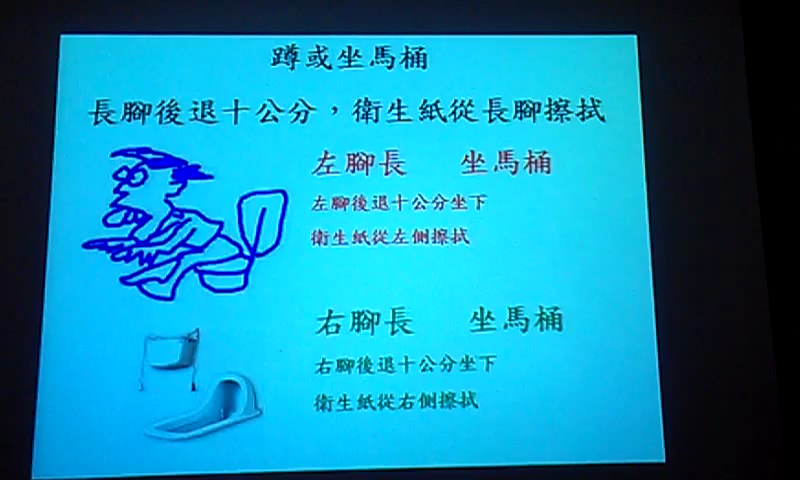 蹲或坐馬桶
長腳後退十公分，衛生紙從長腳擦拭
左腳長 坐馬桶
左腳後退十公分坐下
衛生紙從左側擦拭
右腳長 坐馬桶
右腳後退十公分坐下
衛生紙從右側擦拭